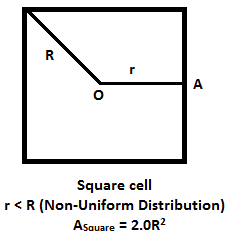 R
r
A
O
Square cell
r < R (Non-Uniform Distribution)
ASquare = 2.0R²